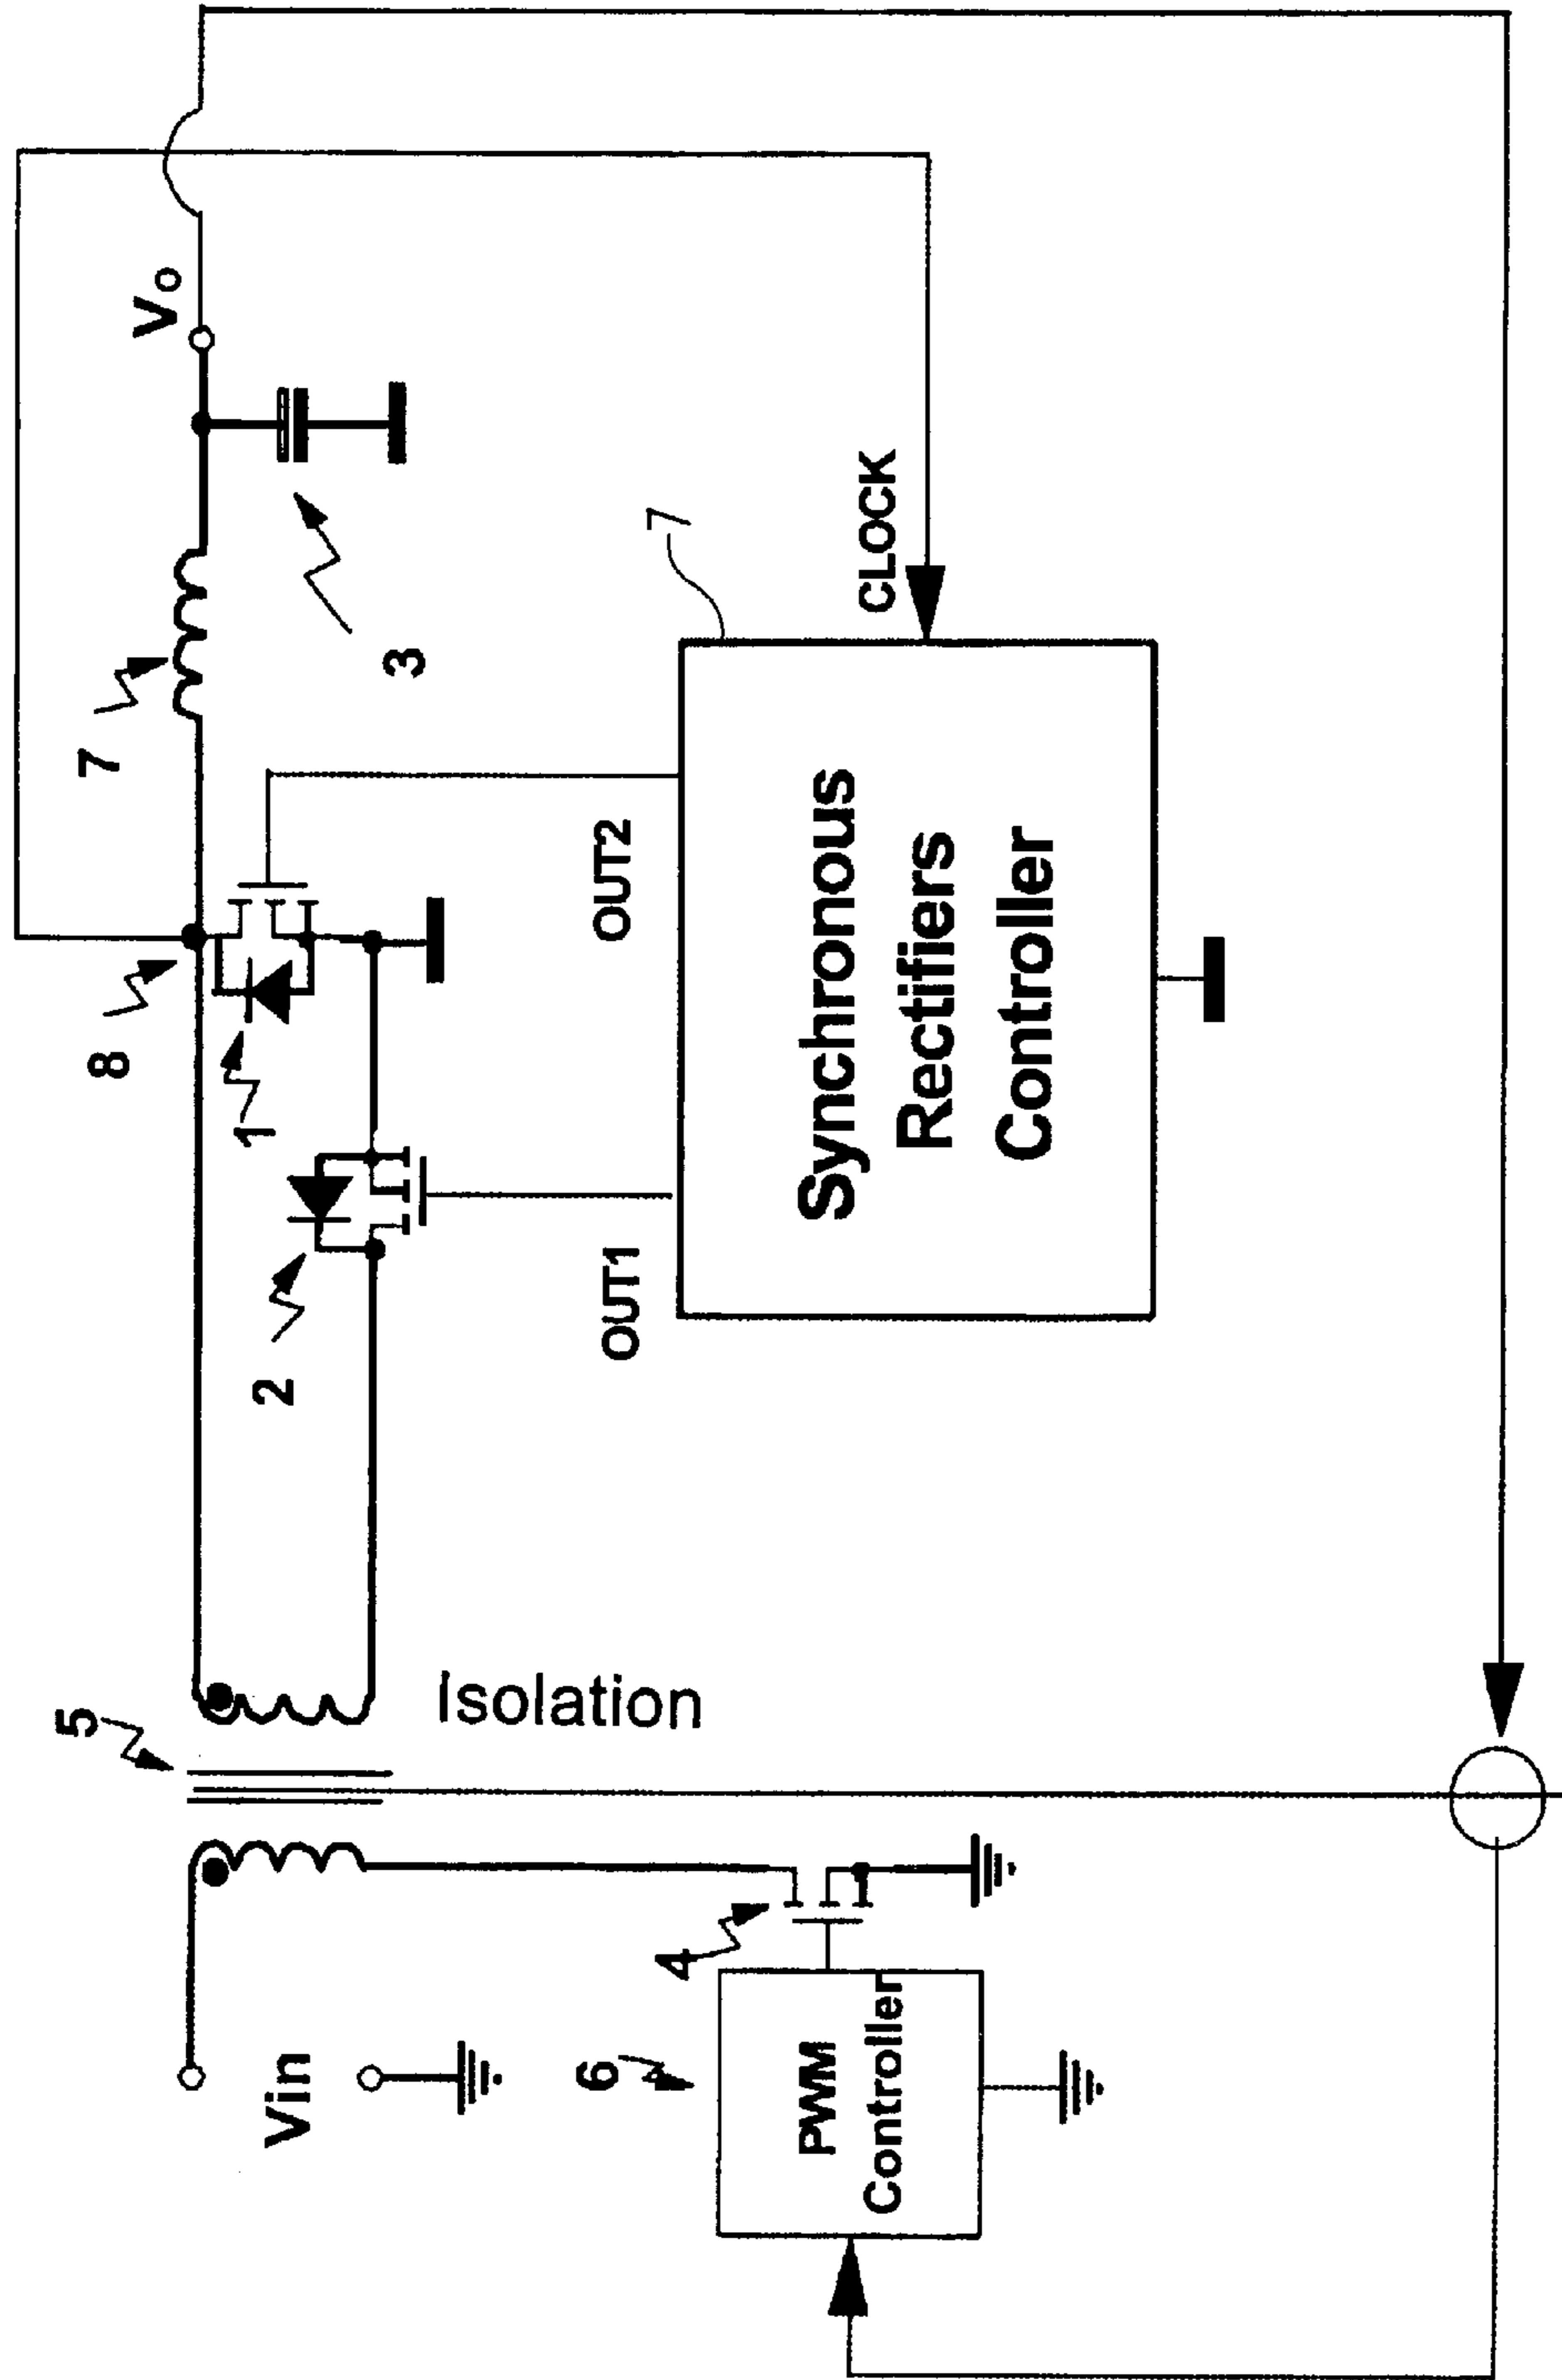 5
8
7
Vo
1
2
3
Vin
Isolation
OUT1
OUT2
7
4
6
PWM
Controller
Synchronous
Rectifiers
Controller
CLOCK